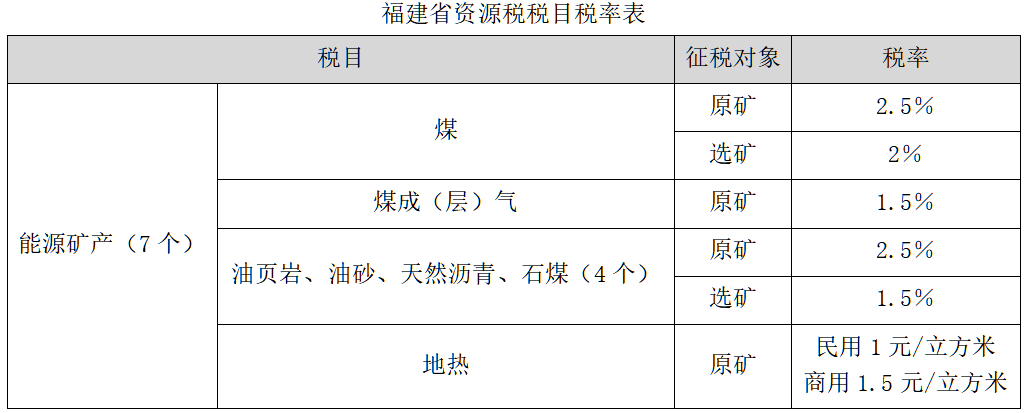 福建省资源税税目税率表
税目 征税对象 税率
能源矿产（7个）
煤
原矿 2.5%
选矿 2%
煤成（层）气 原矿 1.5%
油页岩、油砂、天然沥青、石煤（4个）
原矿 2.5%
选矿 1.5%
地热 原矿
民用1元/立方米
商用1.5元/立方米